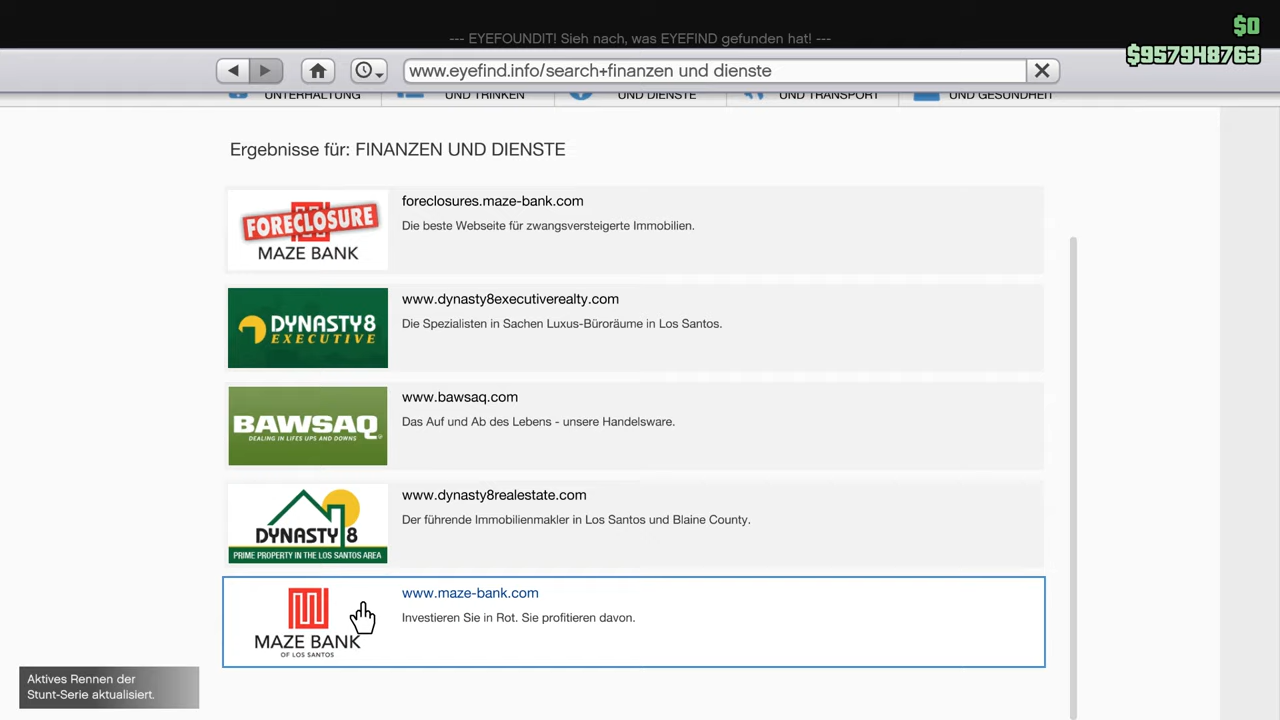 $0
--- EYEFOUNDIT! Sieh nach, was EYEFIND gefunden hat! ---
$957948763
www.eyefind.info/search+finanzen und dienste
UNTERHALTUNG UND TRINKEN UND DIENSTE UND TRANSPORT UND GESUNDHEIT
Ergebnisse für: FINANZEN UND DIENSTE
FORECLOSURE
MAZE BANK
foreclosures.maze-bank.com
Die beste Webseite für zwangsversteigerte Immobilien.
DYNASTY8
EXECUTIVE
www.dynasty8executiverealty.com
Die Spezialisten in Sachen Luxus-Büroräume in Los Santos.
BAWSAQ
DEALING IN LIFES UPS AND DOWNS
www.bawsaq.com
Das Auf und Ab des Lebens - unsere Handelsware.
DYNASTY 8
PRIME PROPERTY IN THE LOS SANTOS AREA
www.dynasty8realestate.com
Der führende Immobilienmakler in Los Santos und Blaine County.
MAZE BANK
OF LOS SANTOS
www.maze-bank.com
Investieren Sie in Rot. Sie profitieren davon.
Aktives Rennen der
Stunt-Serie aktualisiert.